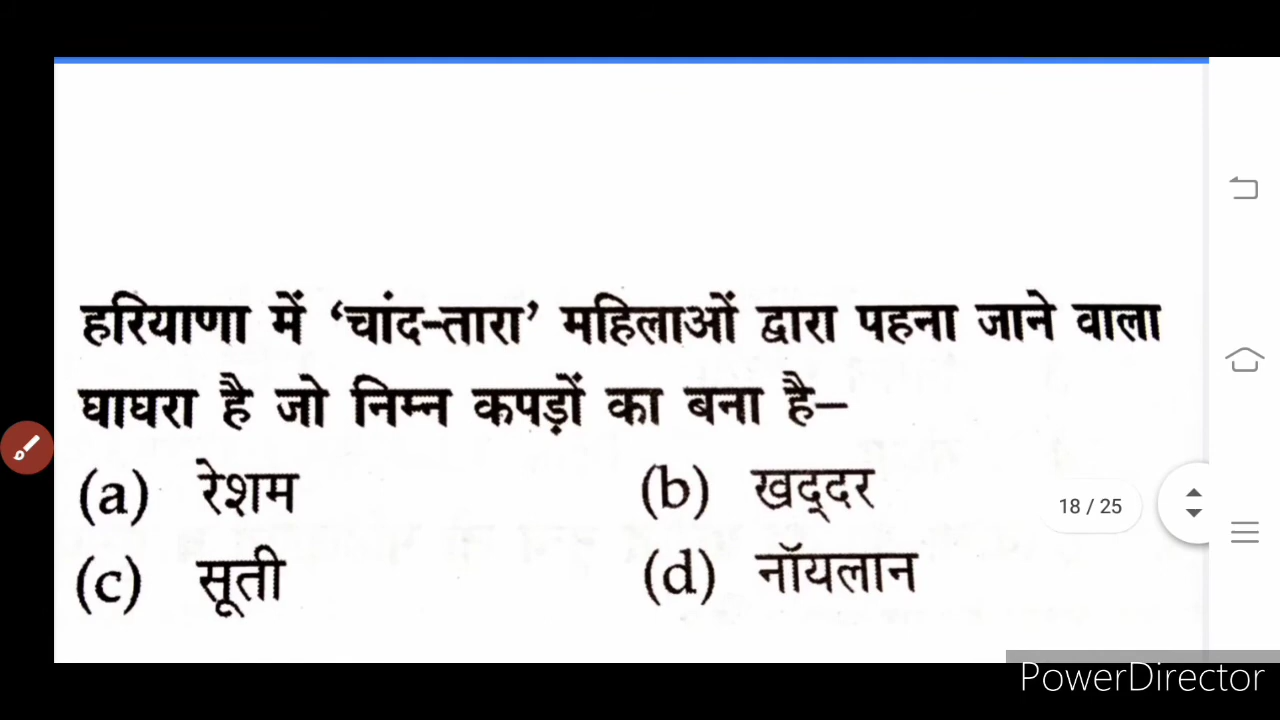 हरियाणा में ‘चांद-तारा’ महिलाओं द्वारा पहना जाने वाला
घाघरा है जो निम्न कपड़ों का बना है–
(a) रेशम (b) खद्दर
(c) सूती (d) नॉयलान
18 / 25
PowerDirector